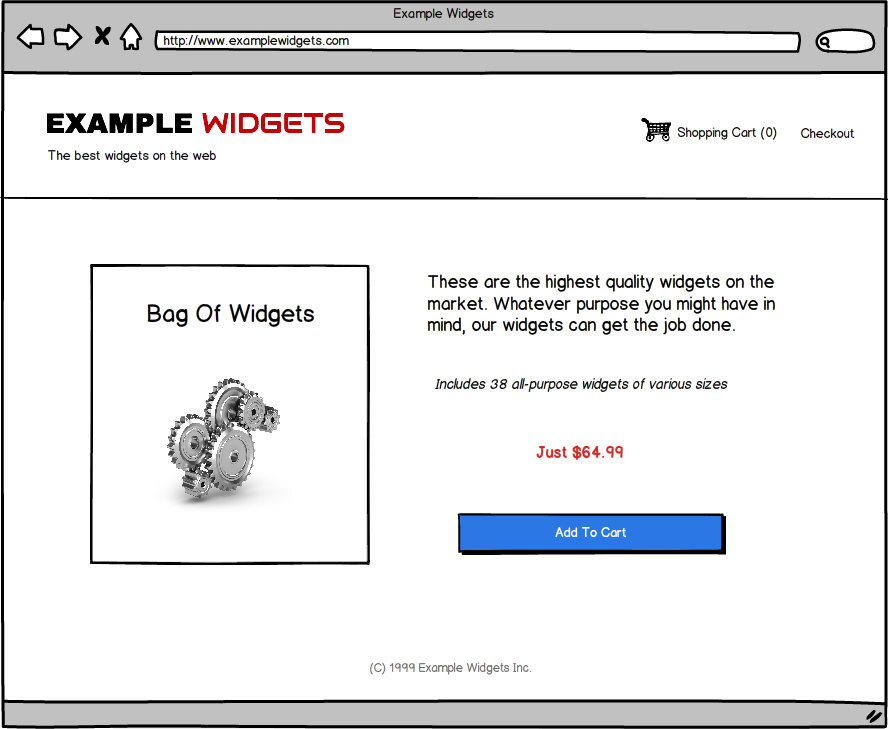 Example Widgets
http://www.examplewidgets.com
EXAMPLE WIDGETS
The best widgets on the web
Shopping Cart (0)
Checkout
Bag Of Widgets
These are the highest quality widgets on the
market. Whatever purpose you might have in
mind, our widgets can get the job done.
Includes 38 all-purpose widgets of various sizes
Just $64.99
Add To Cart
(C) 1999 Example Widgets Inc.